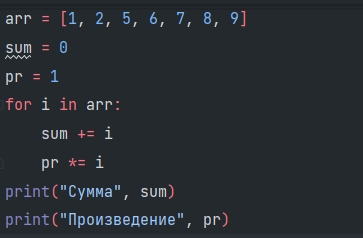 arr = [1, 2, 5, 6, 7, 8, 9]
sum = 0
pr = 1
for i in arr:
    sum += i
    pr *= i
print("Сумма", sum)
print("Произведение", pr)